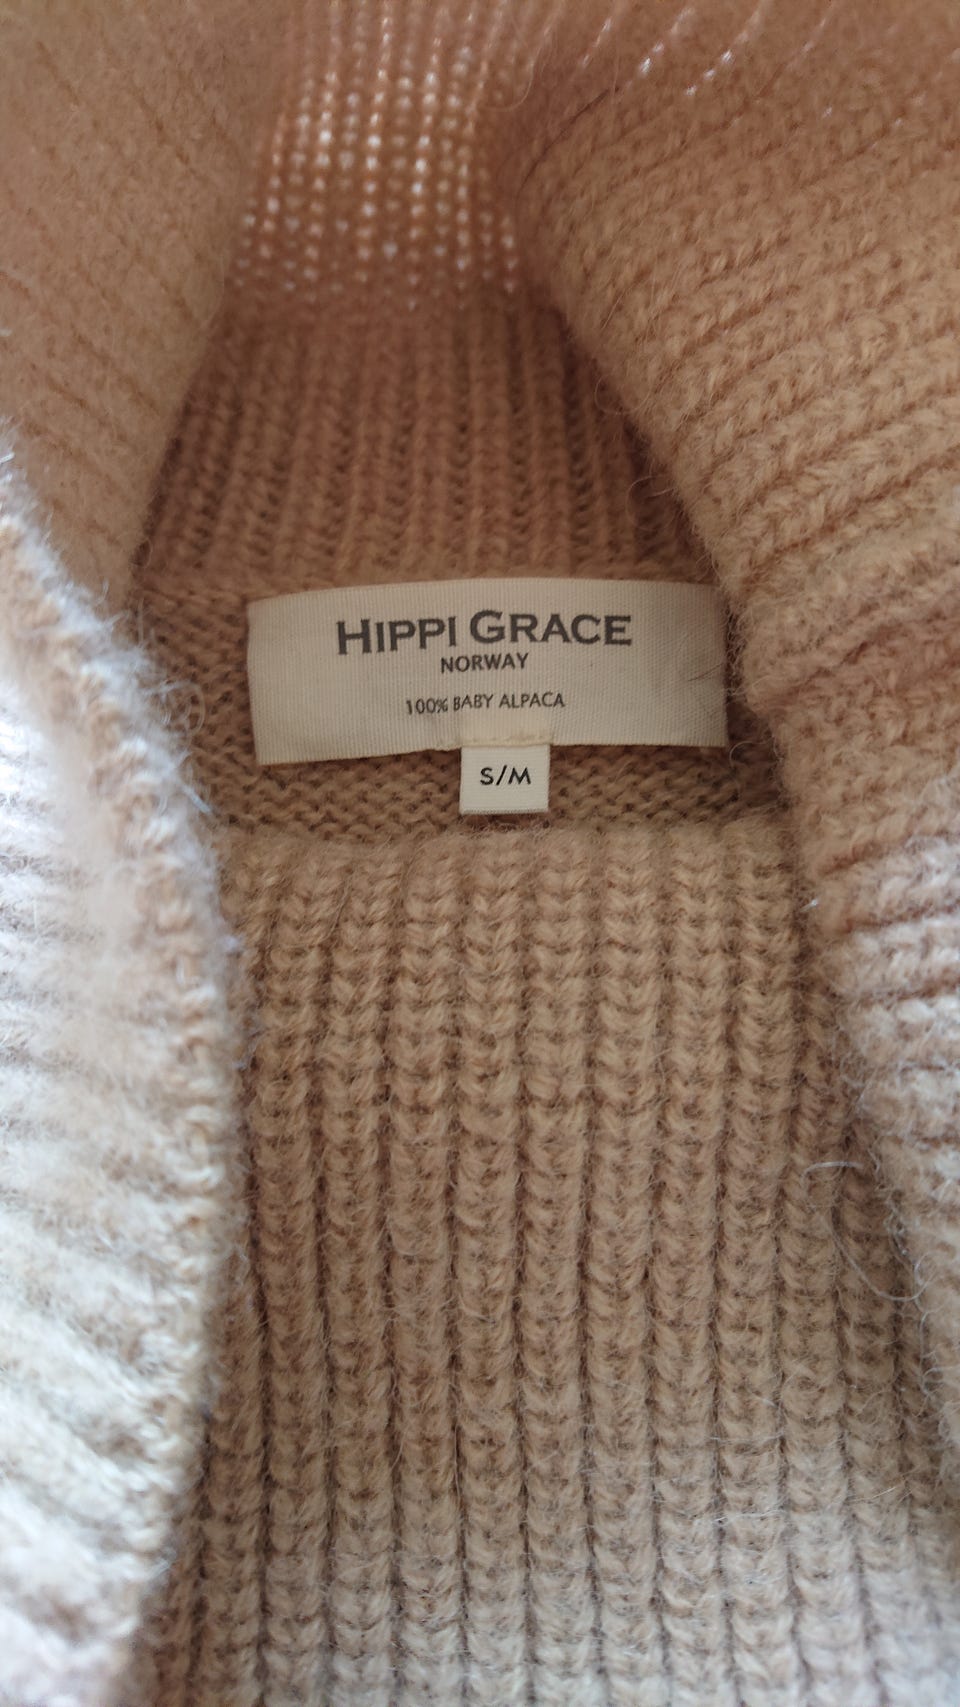 HIPPI GRACE
NORWAY
100% BABY ALPACA
S/M